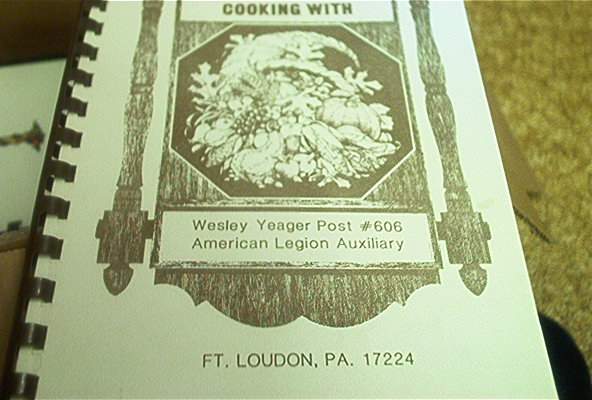 COOKING WITH
Wesley Yeager Post #606
American Legion Auxiliary
FT. LOUDON, PA. 17224